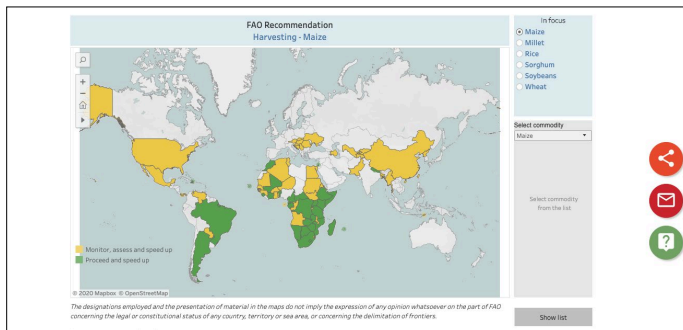 FAO Recommendation
Harvesting - Maize
In focus
Maize
Millet
Rice
Sorghum
Soybeans
Wheat
Select commodity
Maize
Select commodity
from the list
Monitor, assess and speed up
Proceed and speed up
© 2020 Mapbox © OpenStreetMap
The designations employed and the presentation of material in the maps do not imply the expression of any opinion whatsoever on the part of FAO
concerning the legal or constitutional status of any country, territory or sea area, or concerning the delimitation of frontiers.
Show list